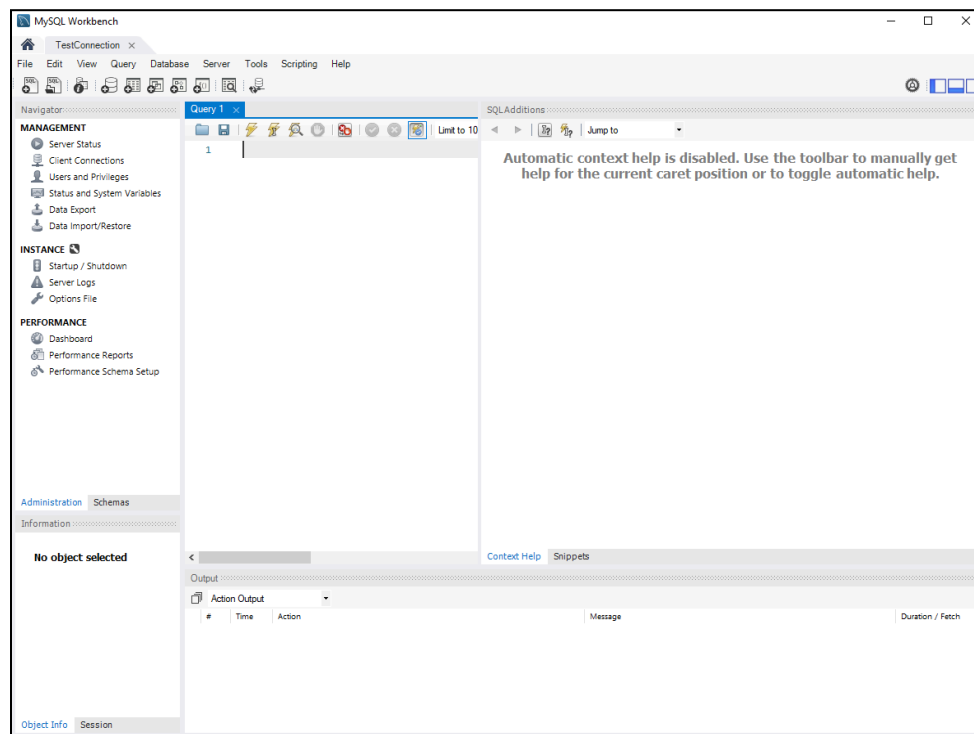 MySQL Workbench
TestConnection
File Edit View Query Database Server Tools Scripting Help
Navigator
MANAGEMENT
Server Status
Client Connections
Users and Privileges
Status and System Variables
Data Export
Data Import/Restore
INSTANCE
Startup / Shutdown
Server Logs
Options File
PERFORMANCE
Dashboard
Performance Reports
Performance Schema Setup
Administration Schemas
Information
No object selected
Object Info Session
Query 1
Limit to 10
1
SQLAdditions
Jump to
Automatic context help is disabled. Use the toolbar to manually get
help for the current caret position or to toggle automatic help.
Context Help Snippets
Output
Action Output
# Time Action Message Duration / Fetch